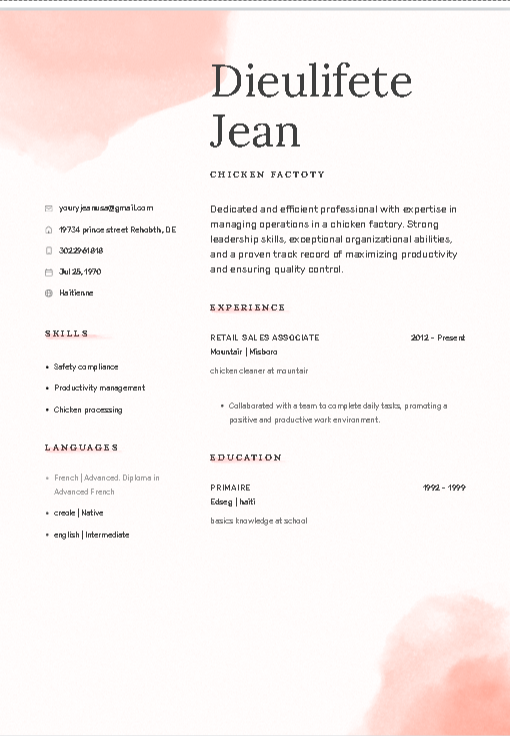 Dieulifete
Jean
CHICKEN FACTOTY
youryjeanusa@gmail.com
19734 prince street Rehobth, DE
3022961818
Jul 25, 1970
Haitienne
SKILLS
• Safety compliance
• Productivity management
• Chicken processing
LANGUAGES
• French | Advanced. Diploma in
Advanced French
• creole | Native
• english | Intermediate
Dedicated and efficient professional with expertise in
managing operations in a chicken factory. Strong
leadership skills, exceptional organizational abilities,
and a proven track record of maximizing productivity
and ensuring quality control.
EXPERIENCE
RETAIL SALES ASSOCIATE 2012 - Present
Mountair | Misboro
chicken cleaner at mountair
• Collaborated with a team to complete daily tasks, promoting a
positive and productive work environment.
EDUCATION
PRIMAIRE 1992 - 1999
Edseg | haïti
basics knowledge at school